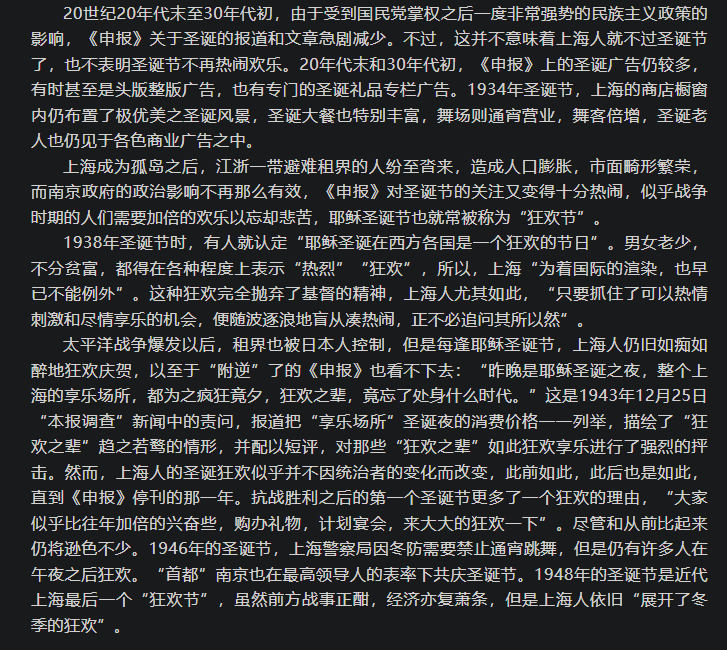 20世纪20年代末至30年代初，由于受到国民党掌权之后一度非常强势的民族主义政策的
影响，《申报》关于圣诞的报道和文章急剧减少。不过，这并不意味着上海人就不过圣诞节
了，也不表明圣诞节不再热闹欢乐。20年代末和30年代初，《申报》上的圣诞广告仍较多，
有时甚至是头版整版广告，也有专门的圣诞礼品专栏广告。1934年圣诞节，上海的商店橱窗
内仍布置了极优美之圣诞风景，圣诞大餐也特别丰富，舞场则通宵营业，舞客倍增，圣诞老
人也仍见于各色商业广告之中。
上海成为孤岛之后，江浙一带避难租界的人纷至沓来，造成人口膨胀，市面畸形繁荣，
而南京政府的政治影响不再那么有效，《申报》对圣诞节的关注又变得十分热闹，似乎战争
时期的人们需要加倍的欢乐以忘却悲苦，耶稣圣诞节也就常被称为“狂欢节”。
1938年圣诞节时，有人就认定“耶稣圣诞在西方各国是一个狂欢的节日”。男女老少，
不分贫富，都得在各种程度上表示“热烈”“狂欢”，所以，上海“为着国际的渲染，也早
已不能例外”。这种狂欢完全抛弃了基督的精神，上海人尤其如此，“只要抓住了可以热情
刺激和尽情享乐的机会，便随波逐浪地盲从凑热闹，正不必追问其所以然”。
太平洋战争爆发以后，租界也被日本人控制，但是每逢耶稣圣诞节，上海人仍旧如痴如
醉地狂欢庆贺，以至于“附逆”了的《申报》也看不下去：“昨晚是耶稣圣诞之夜，整个上
海的享乐场所，都为之疯狂竟夕，狂欢之辈，竟忘了处身什么时代。”这是1943年12月25日
“本报调查”新闻中的责问，报道把“享乐场所”圣诞夜的消费价格一一列举，描绘了“狂
欢之辈”趋之若鹜的情形，并配以短评，对那些“狂欢之辈”如此狂欢享乐进行了强烈的抨
击。然而，上海人的圣诞狂欢似乎并不因统治者的变化而改变，此前如此，此后也是如此，
直到《申报》停刊的那一年。抗战胜利之后的第一个圣诞节更多了一个狂欢的理由，“大家
似乎比往年加倍的兴奋些，购办礼物，计划宴会，来大大的狂欢一下”。尽管和从前比起来
仍将逊色不少。1946年的圣诞节，上海警察局因冬防需要禁止通宵跳舞，但是仍有许多人在
午夜之后狂欢。“首都”南京也在最高领导人的表率下共庆圣诞节。1948年的圣诞节是近代
上海最后一个“狂欢节”，虽然前方战事正酣，经济亦复萧条，但是上海人依旧“展开了冬
季的狂欢”。